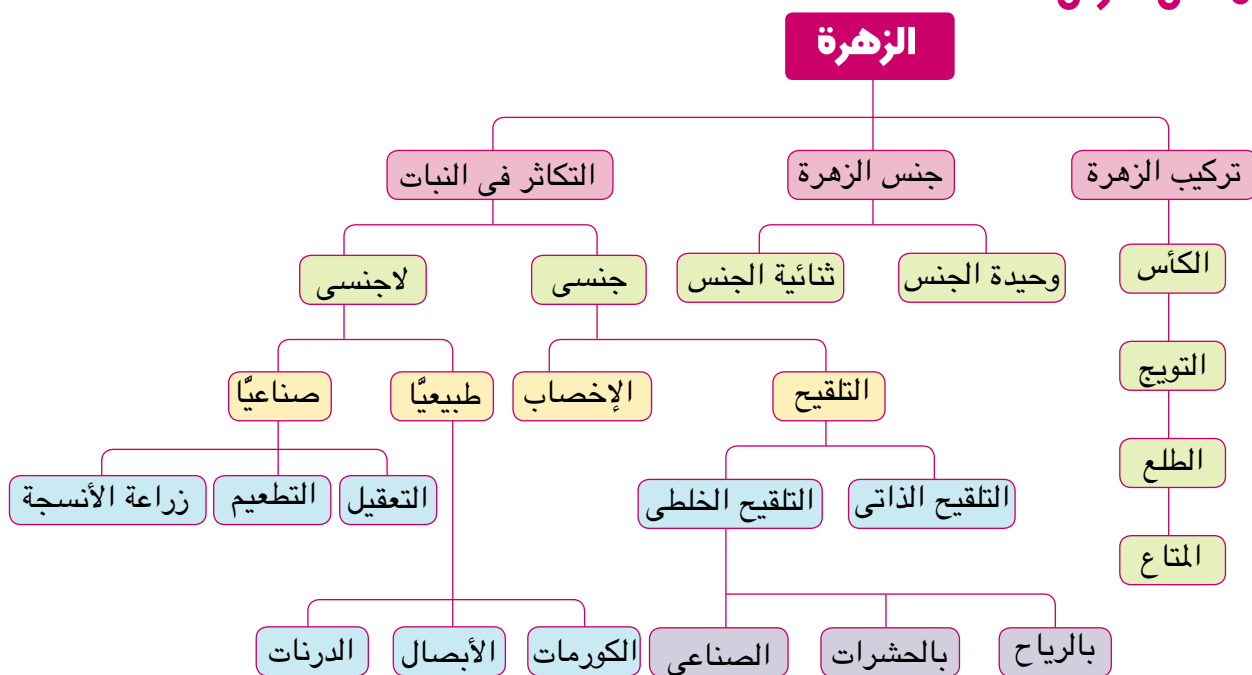 الزهرة
تركيب الزهرة
جنس الزهرة
التكاثر فى النبات
الكأس
وحيدة الجنس
ثنائية الجنس
جنسى
لاجنسى
التويج
التلقيح
الإخصاب
طبيعيًّا
صناعيًّا
الطلع
التلقيح الذاتى
التلقيح الخلطى
التعقيل
التطعيم
زراعة الأنسجة
المتاع
بالرياح
بالحشرات
الصناعى
الكورمات
الأبصال
الدرنات